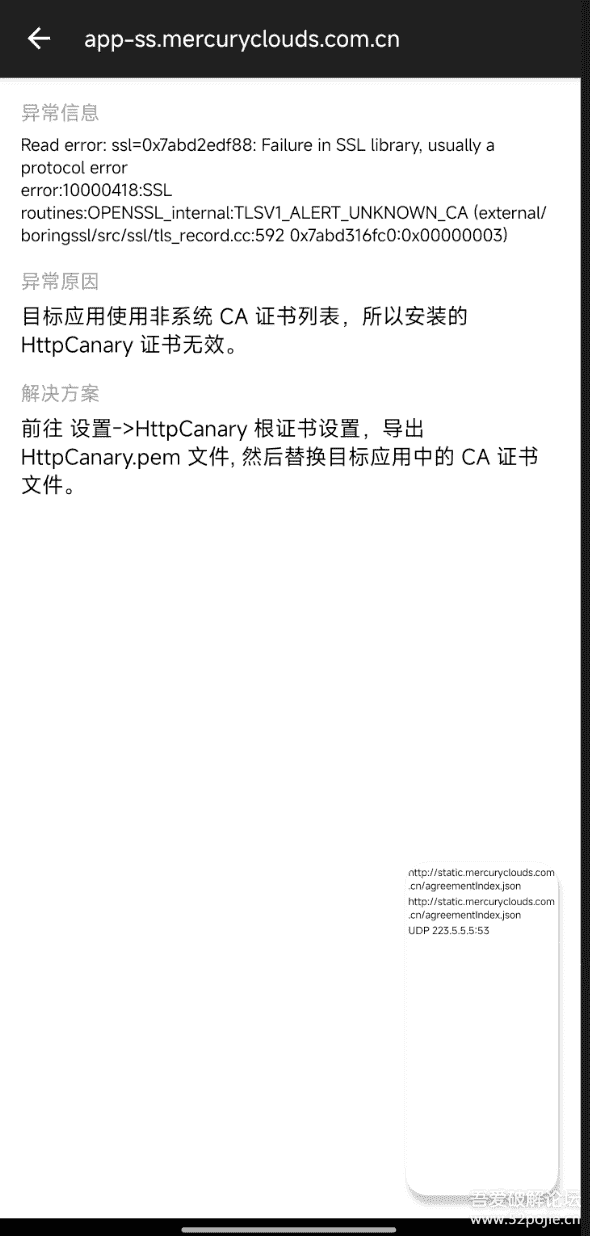 app-ss.mercuryclouds.com.cn
异常信息
Read error: ssl=0x7abd2edf88: Failure in SSL library, usually a
protocol error
error:10000418:SSL
routines:OPENSSL_internal:TLSV1_ALERT_UNKNOWN_CA (external/
boringssl/src/ssl/tls_record.cc:592 0x7abd316fc0:0x00000003)
异常原因
目标应用使用非系统 CA 证书列表，所以安装的
HttpCanary 证书无效。
解决方案
前往 设置->HttpCanary 根证书设置，导出
HttpCanary.pem 文件, 然后替换目标应用中的 CA 证书
文件。
http://static.mercuryclouds.com
.cn/agreementIndex.json
http://static.mercuryclouds.com
.cn/agreementIndex.json
UDP 223.5.5.5:53
吾爱破解论坛
www.52pojie.cn